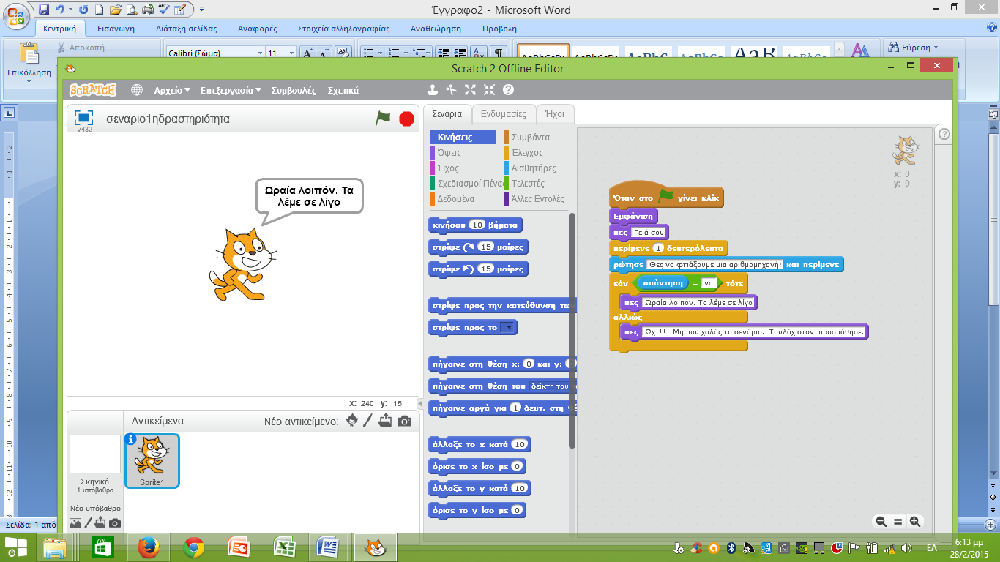 Έγγραφο2 - Microsoft Word
Κεντρική Εισαγωγή Διάταξη σελίδας Αναφορές Στοιχεία αλληλογραφίας Αναθεώρηση Προβολή
Αποκοπή
Επικόλληση
Calibri (Σώμα) 11
Εύρεση
Scratch 2 Offline Editor
SCRATCH Αρχείο Επεξεργασία Συμβουλές Σχετικά
v432
σεναριο1ηδραστηριότητα
Ωραία λοιπόν. Τα
λέμε σε λίγο
x: 240 y: 15
Αντικείμενα Νέο αντικείμενο:
Sprite1
Σκηνικό
1 υπόβαθρο
Νέο υπόβαθρο:
Σενάρια Ενδυμασίες Ήχοι
Κινήσεις Συμβάντα
Όψεις Έλεγχος
Ήχος Αισθητήρες
Σχεδιασμοί Πένας Τελεστές
Δεδομένα Άλλες Εντολές
κινήσου 10 βήματα
στρίψε 15 μοίρες
στρίψε 15 μοίρες
στρίψε προς την κατεύθυνση των
στρίψε προς το
πήγαινε στη θέση x: 0 και y:
πήγαινε στη θέση του δείκτη του
πήγαινε αργά για 1 δευτ. στη
άλλαξε το x κατά 10
όρισε το x ίσο με 0
άλλαξε το y κατά 10
όρισε το y ίσο με 0
x: 0
y: 0
Όταν στο γίνει κλίκ
Εμφάνιση
πες Γειά σου
περίμενε 1 δευτερόλεπτα
ρώτησε Θες να φτιάξουμε μια αριθμομηχανή; και περίμενε
εάν απάντηση = ναι τότε
πες Ωραία λοιπόν. Τα λέμε σε λίγο
αλλιώς
πες Ωχ!!! Μη μου χαλάς το σενάριο. Τουλάχιστον προσπάθησε.
Σελίδα: 1 από
ΕΛ
6:13 μμ
28/2/2015